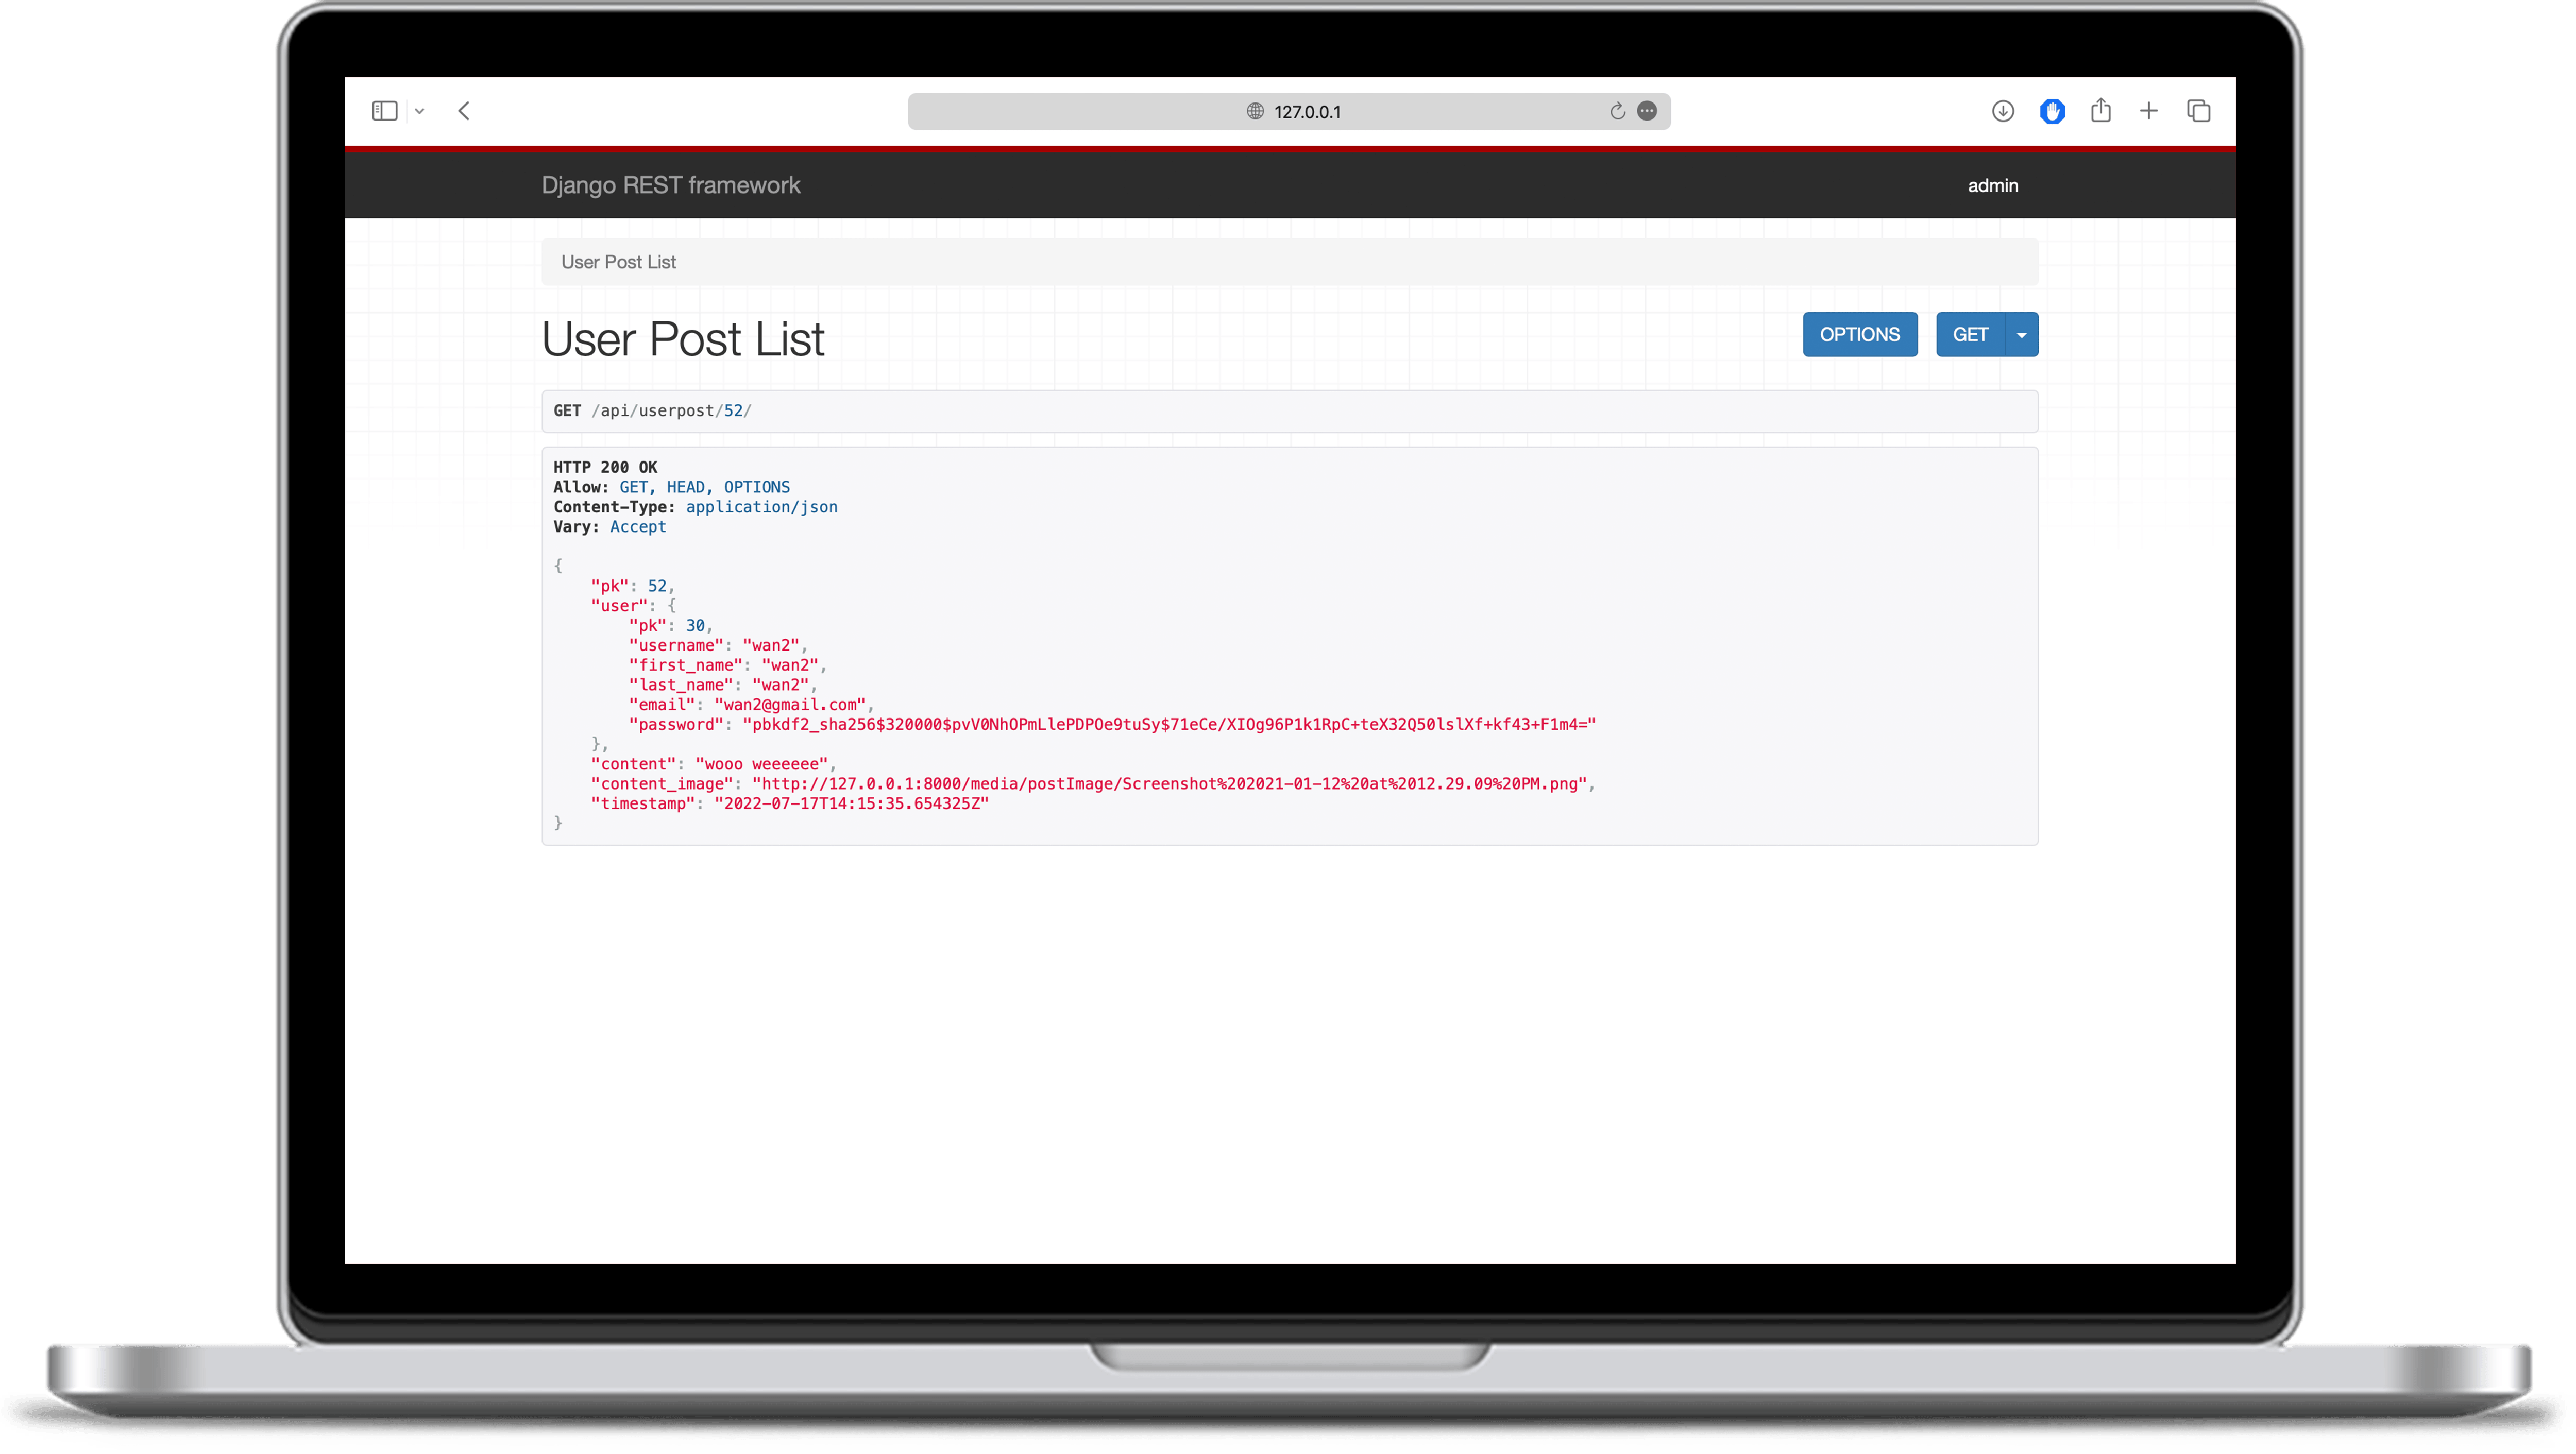 127.0.0.1
Django REST framework
admin
User Post List
User Post List
OPTIONS
GET
GET /api/userpost/52/
HTTP 200 OK
Allow: GET, HEAD, OPTIONS
Content-Type: application/json
Vary: Accept
{
    "pk": 52,
    "user": {
        "pk": 30,
        "username": "wan2",
        "first_name": "wan2",
        "last_name": "wan2",
        "email": "wan2@gmail.com",
        "password": "pbkdf2_sha256$320000$pvV0NhOPmLlePDPOe9tuSy$71eCe/XIOg96P1k1RpC+teX32Q50lslXf+kf43+F1m4="
    },
    "content": "wooo weeeeee",
    "content_image": "http://127.0.0.1:8000/media/postImage/Screenshot%202021-01-12%20at%2012.29.09%20PM.png",
    "timestamp": "2022-07-17T14:15:35.654325Z"
}